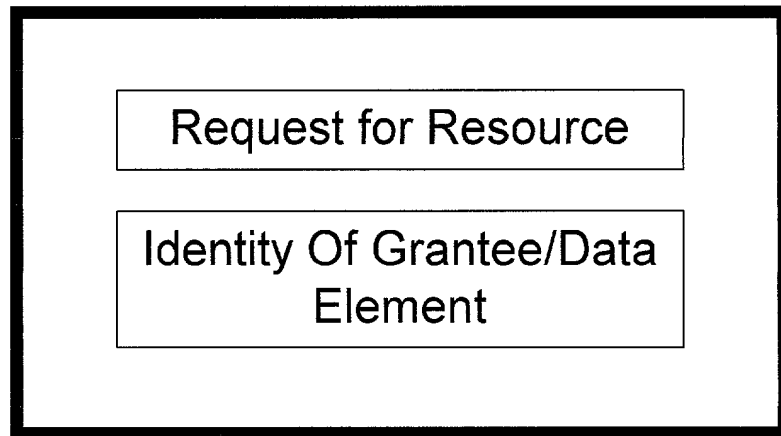 Request for Resource
Identity Of Grantee/Data
Element